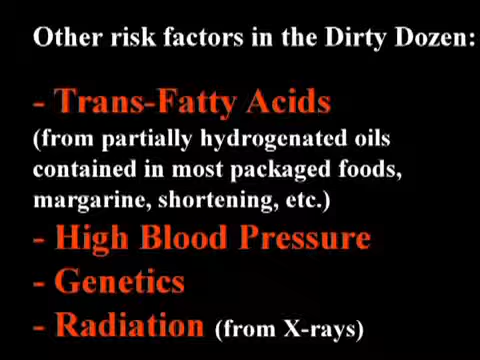 Other risk factors in the Dirty Dozen:
- Trans-Fatty Acids
(from partially hydrogenated oils
contained in most packaged foods,
margarine, shortening, etc.)
- High Blood Pressure
- Genetics
- Radiation (from X-rays)